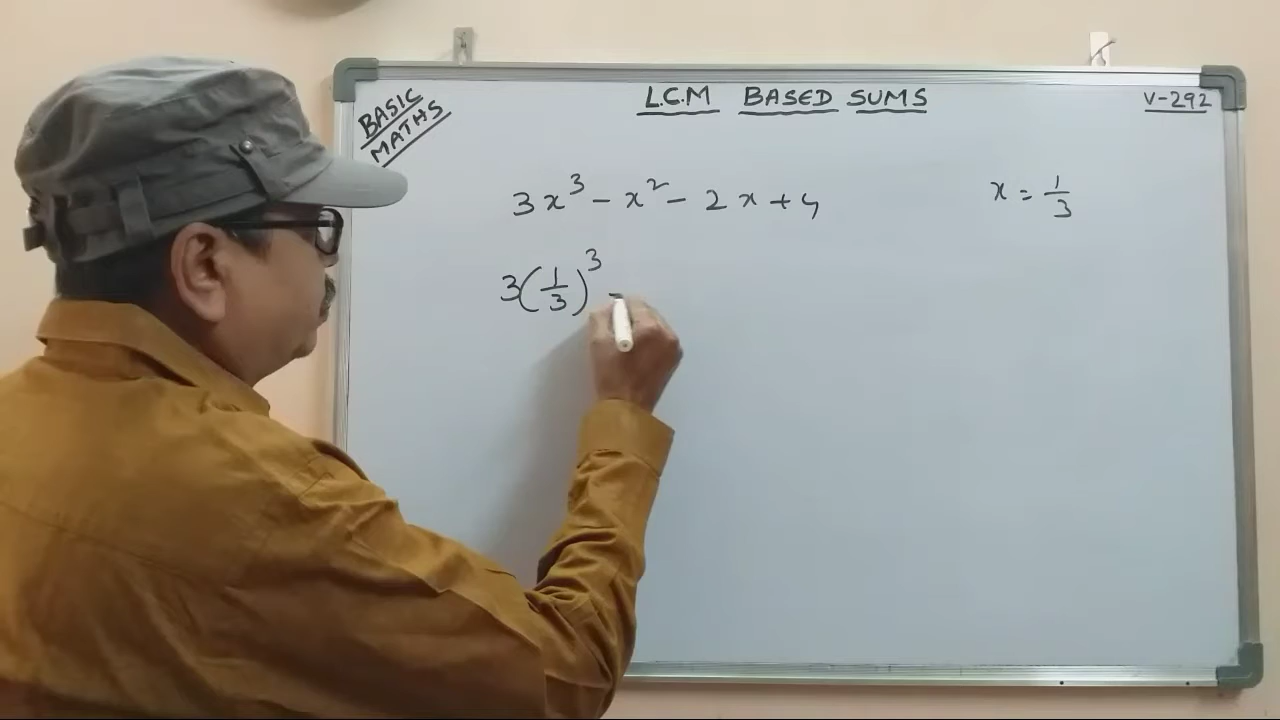 BASIC
MATHS
L.C.M BASED SUMS
V-292
3x³ - x² - 2x + 4
x = 1/3
3(1/3)³ -